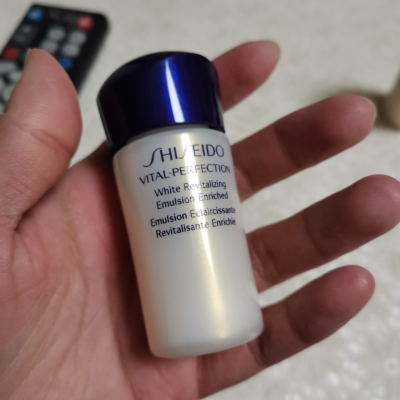 SHISEIDO
VITAL-PERFECTION
White Revitalizing
Emulsion Enriched
Emulsion Eclaircissante
Revitalisante Enrichie